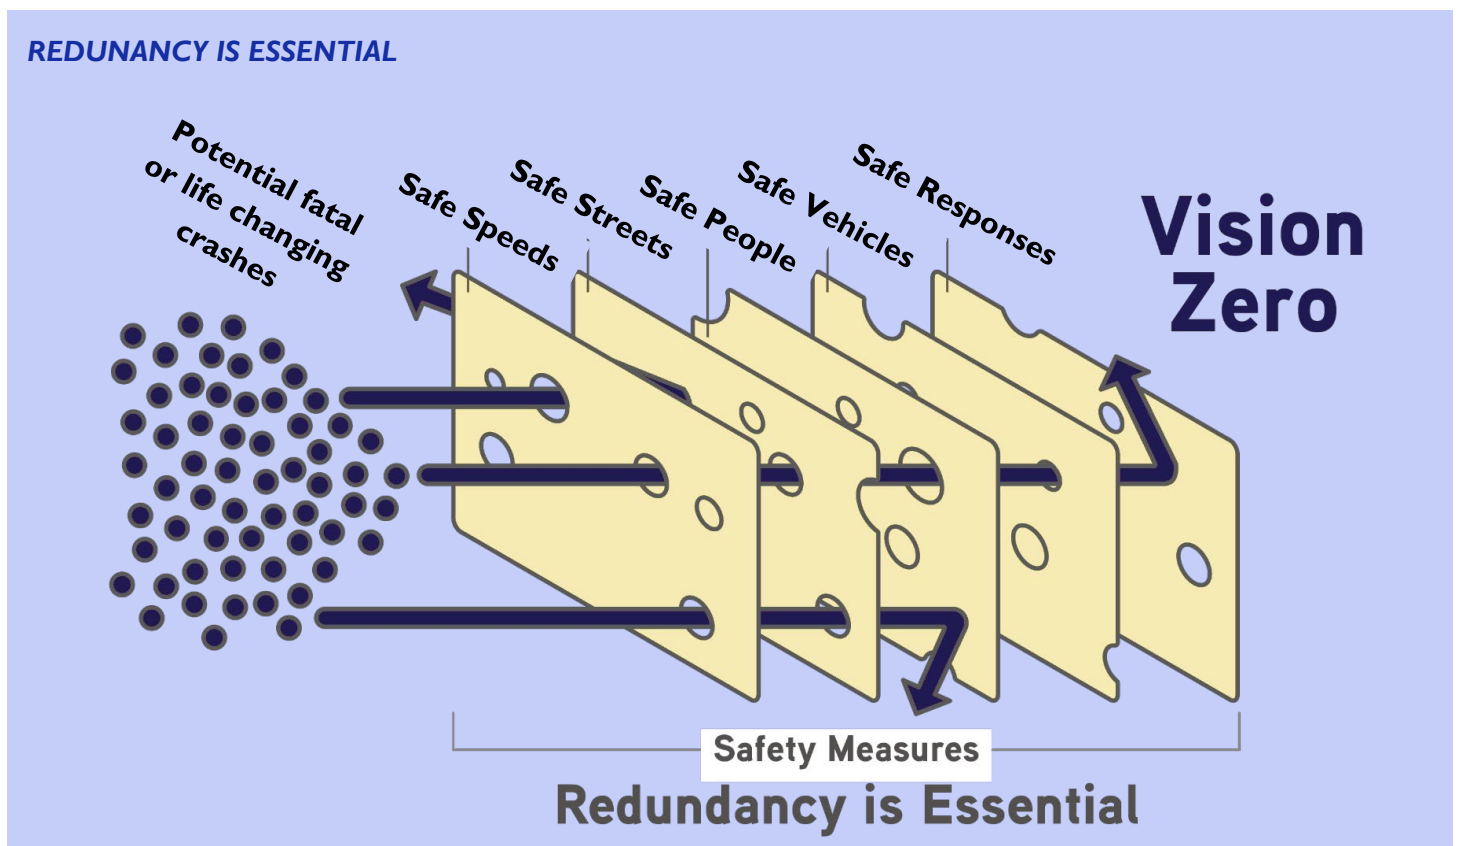 REDUNANCY IS ESSENTIAL
Potential fatal
or life changing
crashes
Safe Speeds
Safe Streets
Safe People
Safe Vehicles
Safe Responses
Vision
Zero
Safety Measures
Redundancy is Essential